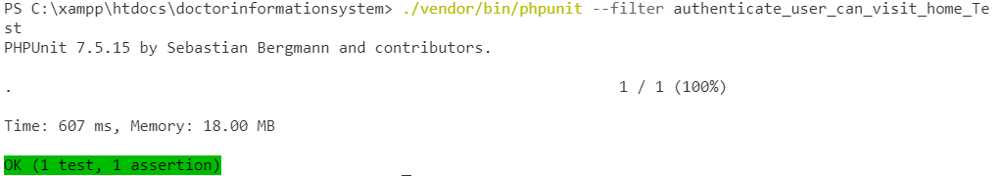 PS C:\xampp\htdocs\doctorinformationsystem> ./vendor/bin/phpunit --filter authenticate_user_can_visit_home_Te
st
PHPUnit 7.5.15 by Sebastian Bergmann and contributors.
. 1 / 1 (100%)
Time: 607 ms, Memory: 18.00 MB
OK (1 test, 1 assertion)